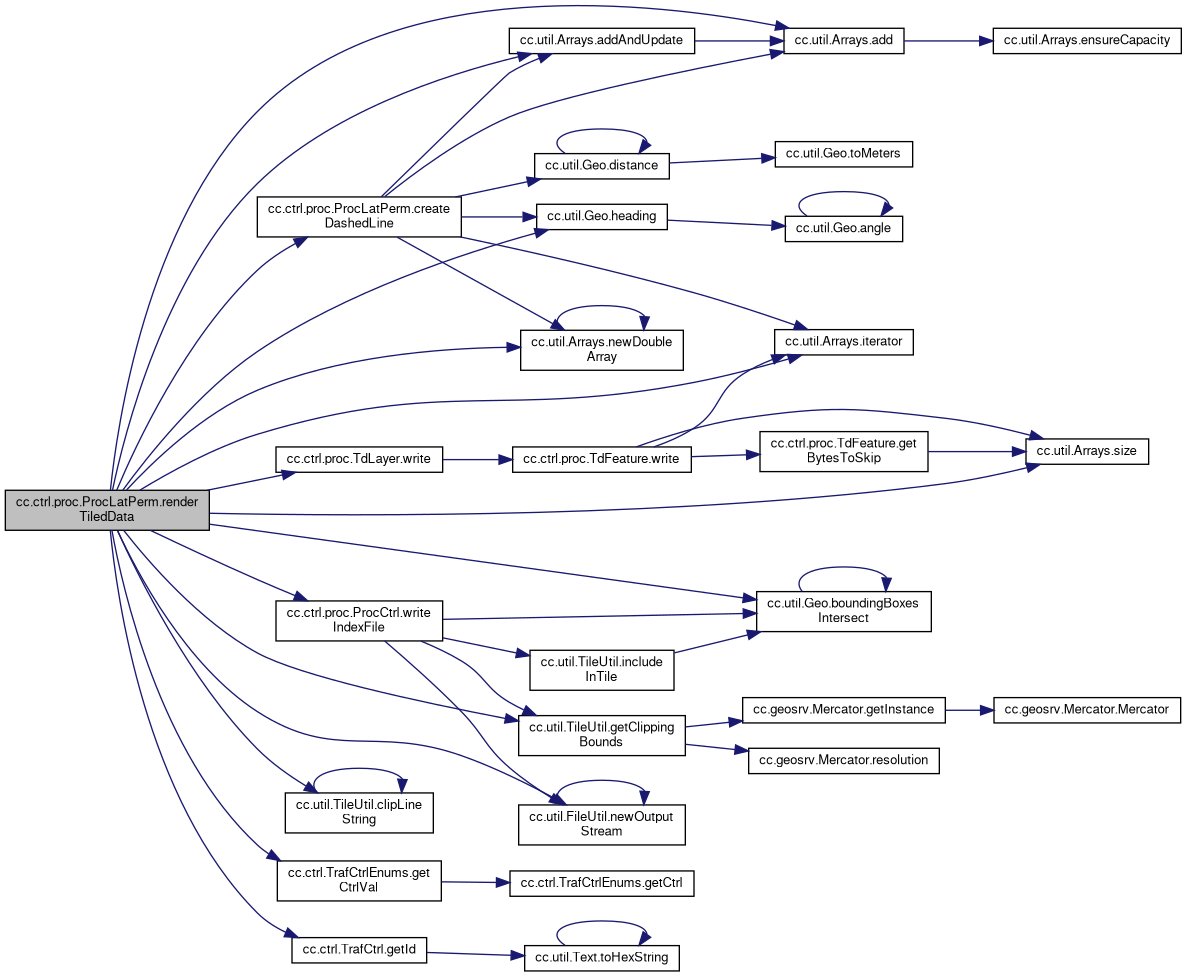 cc.util.Arrays.addAndUpdate
cc.util.Arrays.add
cc.util.Arrays.ensureCapacity
cc.util.Geo.distance
cc.util.Geo.toMeters
cc.ctrl.proc.ProcLatPerm.create
DashedLine
cc.util.Geo.heading
cc.util.Geo.angle
cc.util.Arrays.newDouble
Array
cc.util.Arrays.iterator
cc.ctrl.proc.TdLayer.write
cc.ctrl.proc.TdFeature.write
cc.ctrl.proc.TdFeature.get
BytesToSkip
cc.util.Arrays.size
cc.ctrl.proc.ProcLatPerm.render
TiledData
cc.ctrl.proc.ProcCtrl.write
IndexFile
cc.util.Geo.boundingBoxes
Intersect
cc.util.TileUtil.include
InTile
cc.util.TileUtil.getClipping
Bounds
cc.geosrv.Mercator.getInstance
cc.geosrv.Mercator.Mercator
cc.geosrv.Mercator.resolution
cc.util.TileUtil.clipLine
String
cc.util.FileUtil.newOutput
Stream
cc.ctrl.TrafCtrlEnums.get
CtrlVal
cc.ctrl.TrafCtrlEnums.getCtrl
cc.ctrl.TrafCtrl.getId
cc.util.Text.toHexString